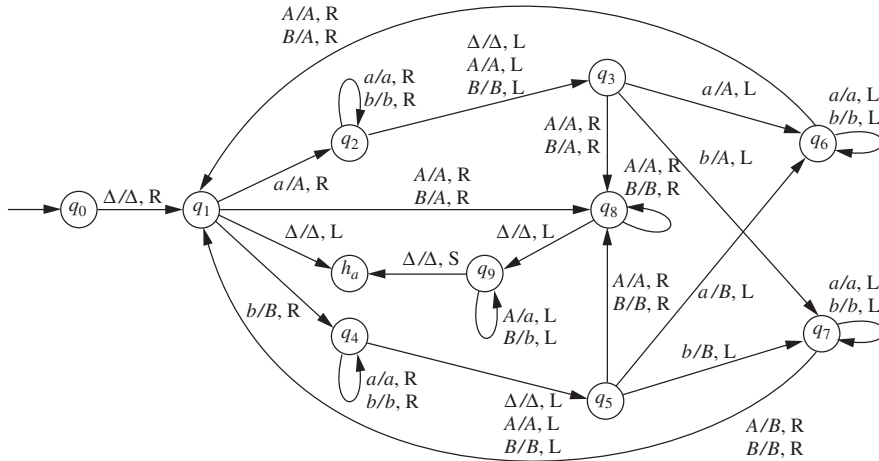 A/A, R
B/A, R
Δ/Δ, L
A/A, L
B/B, L
a/a, R
b/b, R
q3
a/A, L
a/a, L
b/b, L
q2
q6
A/A, R
B/A, R
b/A, L
a/A, R
A/A, R
B/A, R
A/A, R
B/B, R
Δ/Δ, R
q0
q1
q8
Δ/Δ, L
Δ/Δ, L
Δ/Δ, S
ha
q9
A/A, R
B/B, R
a/B, L
a/a, L
b/b, L
b/B, R
A/a, L
B/b, L
q7
q4
b/B, L
a/a, R
b/b, R
Δ/Δ, L
A/A, L
B/B, L
q5
A/B, R
B/B, R